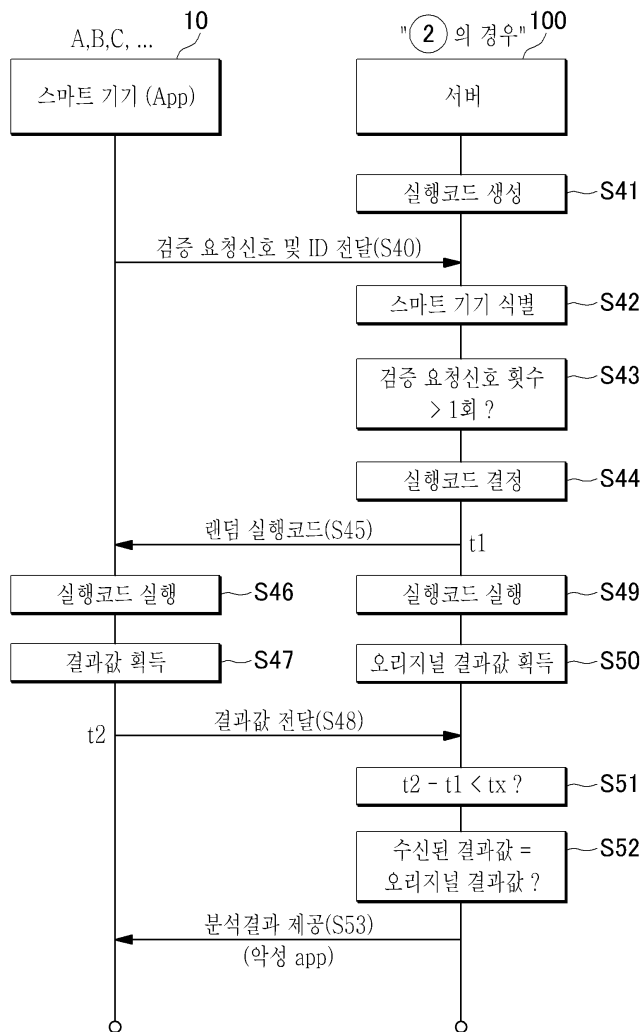 A,B,C, ...
10
"② 의 경우"
100
스마트 기기 (App)
서버
실행코드 생성
S41
검증 요청신호 및 ID 전달(S40)
스마트 기기 식별
S42
검증 요청신호 횟수
> 1회 ?
S43
실행코드 결정
S44
랜덤 실행코드(S45)
t1
실행코드 실행
S46
실행코드 실행
S49
결과값 획득
S47
오리지널 결과값 획득
S50
t2
결과값 전달(S48)
t2 - t1 < tx ?
S51
수신된 결과값 =
오리지널 결과값 ?
S52
분석결과 제공(S53)
(악성 app)